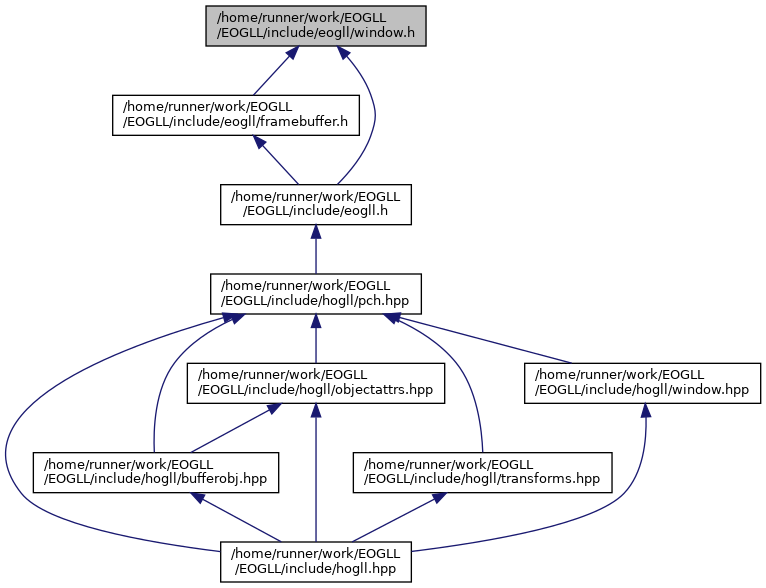 /home/runner/work/EOGLL
/EOGLL/include/eogll/window.h
/home/runner/work/EOGLL
/EOGLL/include/eogll/framebuffer.h
/home/runner/work/EOGLL
/EOGLL/include/eogll.h
/home/runner/work/EOGLL
/EOGLL/include/hogll/pch.hpp
/home/runner/work/EOGLL
/EOGLL/include/hogll/objectattrs.hpp
/home/runner/work/EOGLL
/EOGLL/include/hogll/window.hpp
/home/runner/work/EOGLL
/EOGLL/include/hogll/bufferobj.hpp
/home/runner/work/EOGLL
/EOGLL/include/hogll/transforms.hpp
/home/runner/work/EOGLL
/EOGLL/include/hogll.hpp